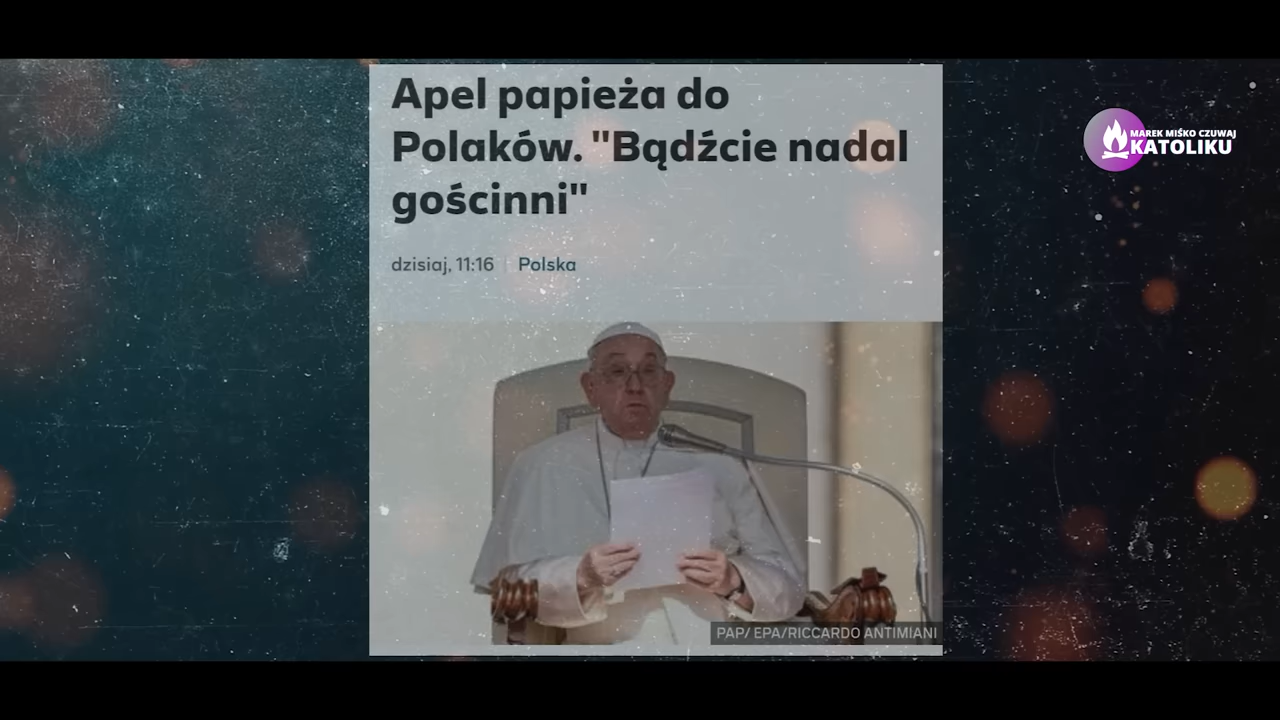 Apel papieża do
Polaków. "Bądźcie nadal
gościnni"
dzisiaj, 11:16 | Polska
MAREK MIŚKO CZUWAJ
KATOLIKU
PAP/ EPA/RICCARDO ANTIMIANI